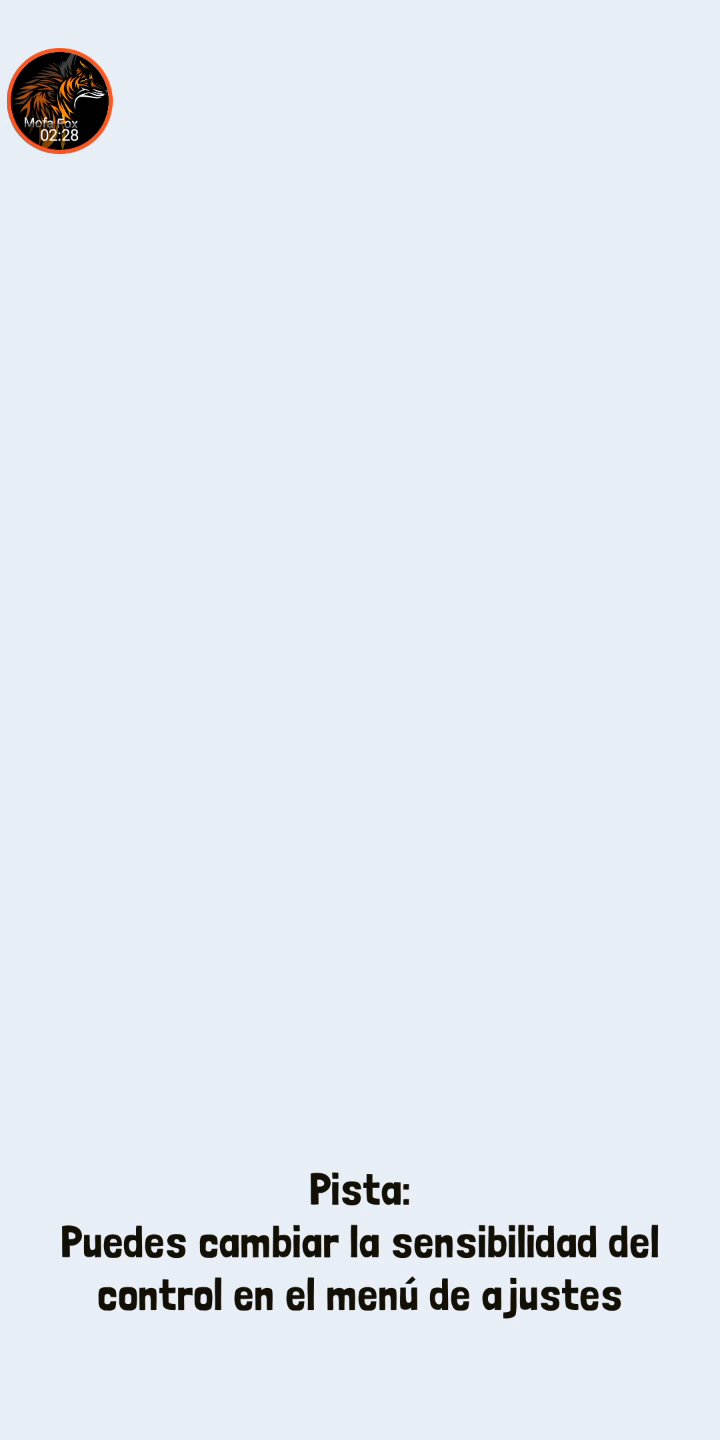 Mofa Fox
02:28
Pista:
Puedes cambiar la sensibilidad del
control en el menú de ajustes